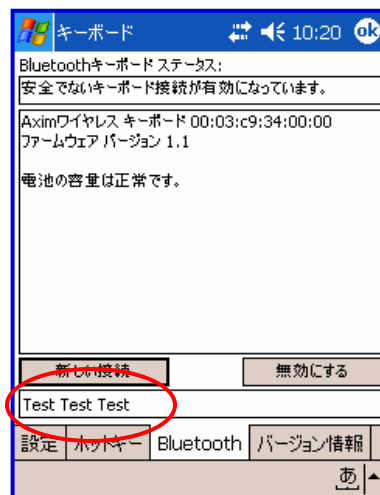 キーボード 10:20 ok
Bluetoothキーボード ステータス:
安全でないキーボード接続が有効になっています。
Aximワイヤレス キーボード 00:03:c9:34:00:00
ファームウェア バージョン 1.1
電池の容量は正常です。
新しい接続 無効にする
Test Test Test
設定 ホットキー Bluetooth バージョン情報
あ